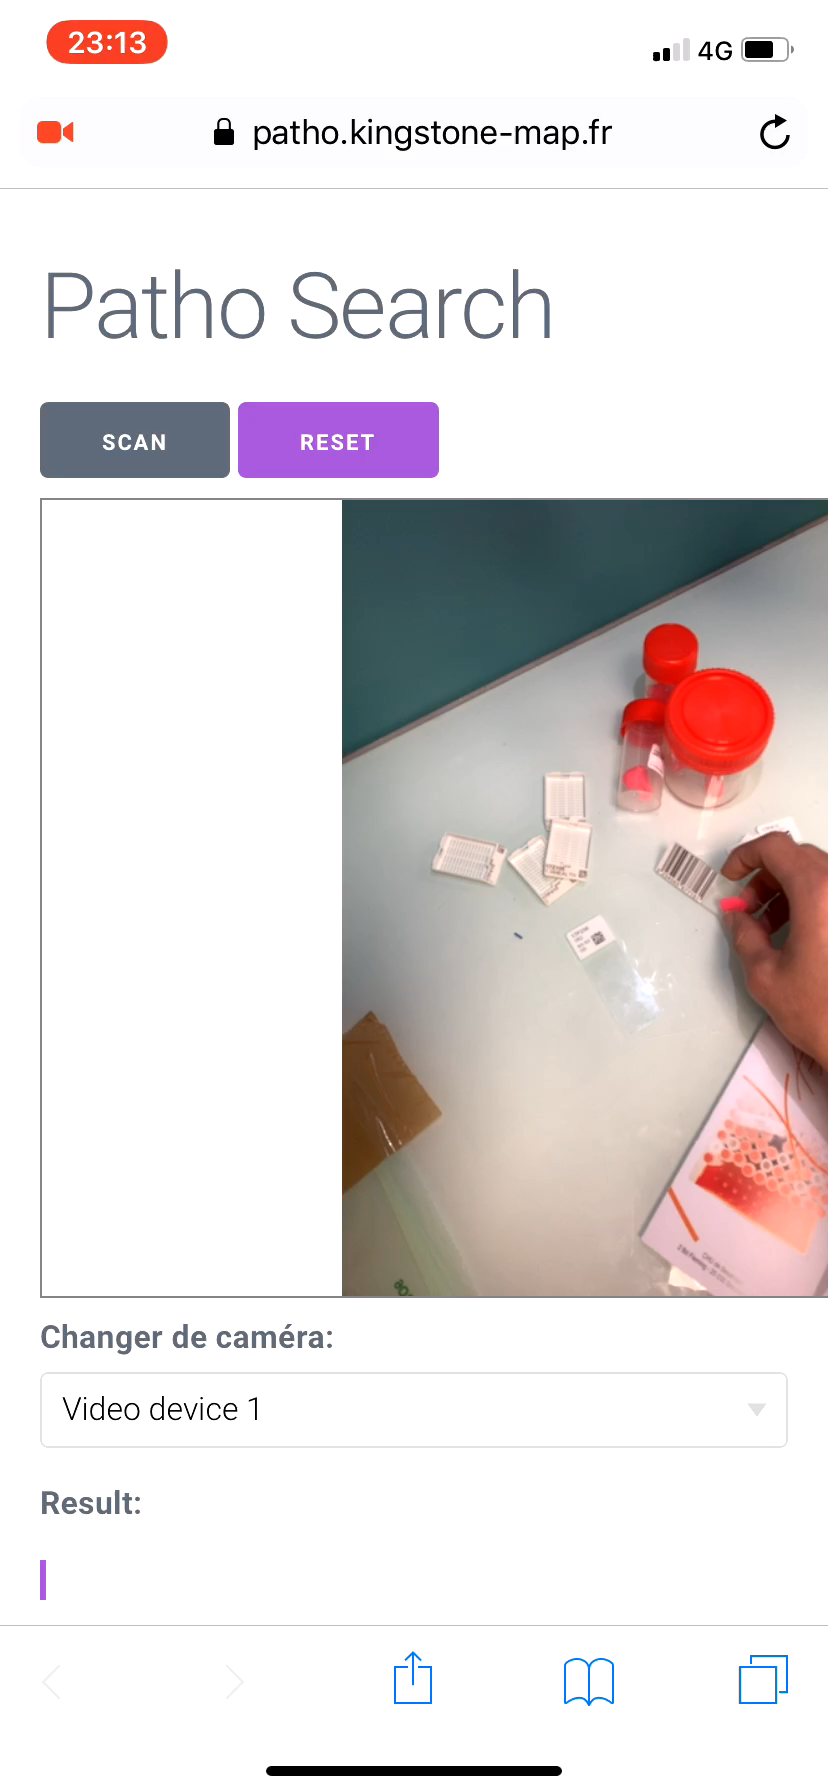 23:13
4G
patho.kingstone-map.fr
Patho Search
SCAN
RESET
Changer de caméra:
Video device 1
Result: